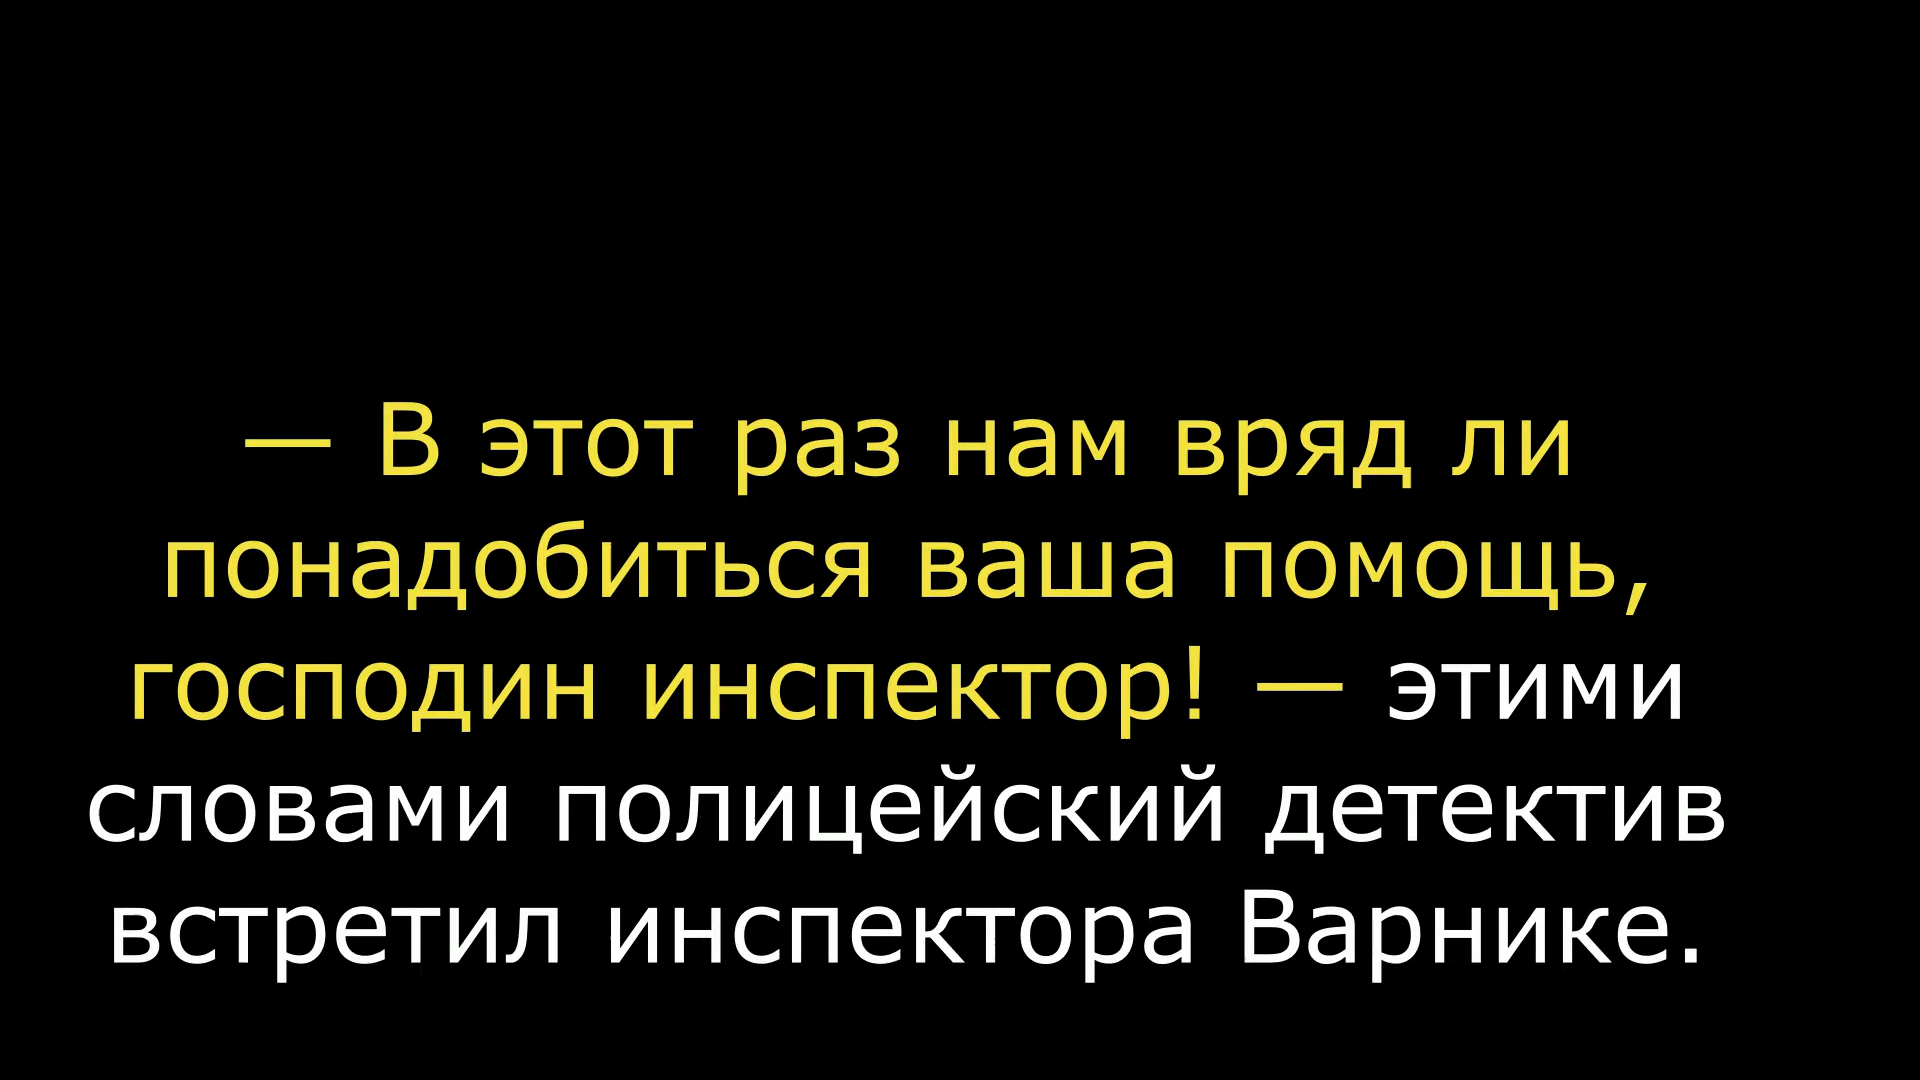 — В этот раз нам вряд ли
понадобиться ваша помощь,
господин инспектор! — этими
словами полицейский детектив
встретил инспектора Варнике.